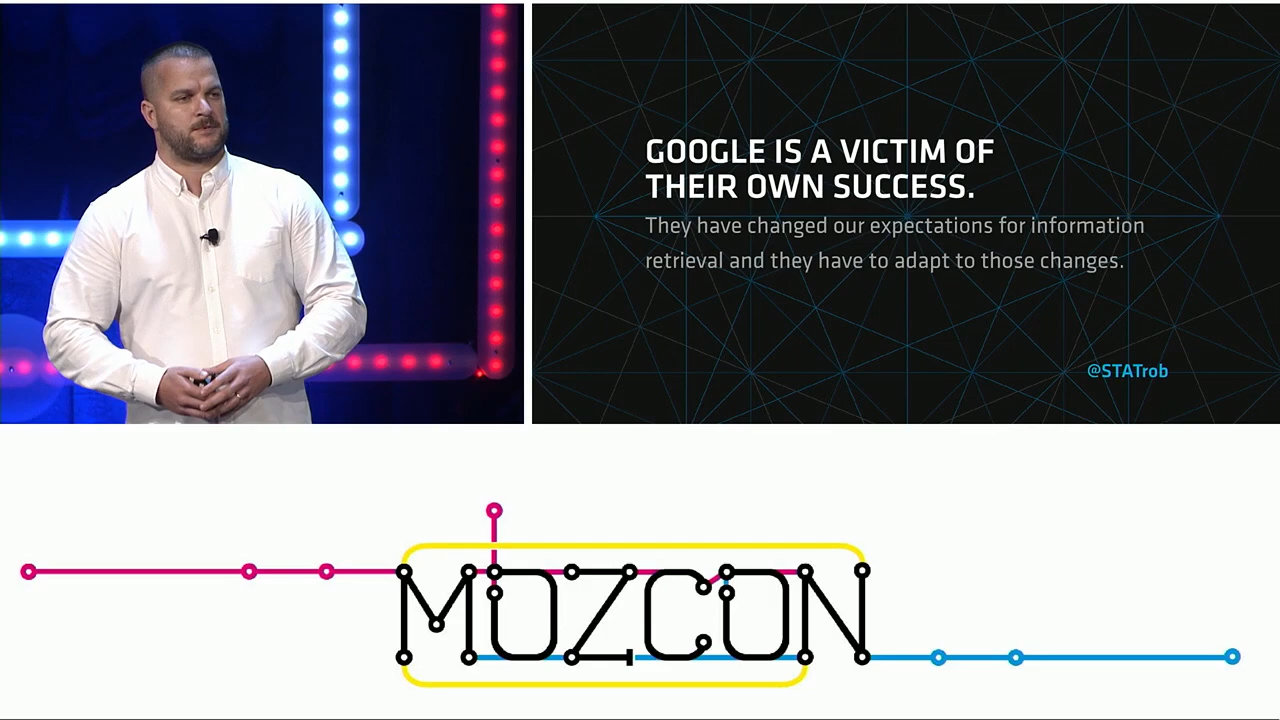 GOOGLE IS A VICTIM OF
THEIR OWN SUCCESS.
They have changed our expectations for information
retrieval and they have to adapt to those changes.
@STATrob
MOZCON